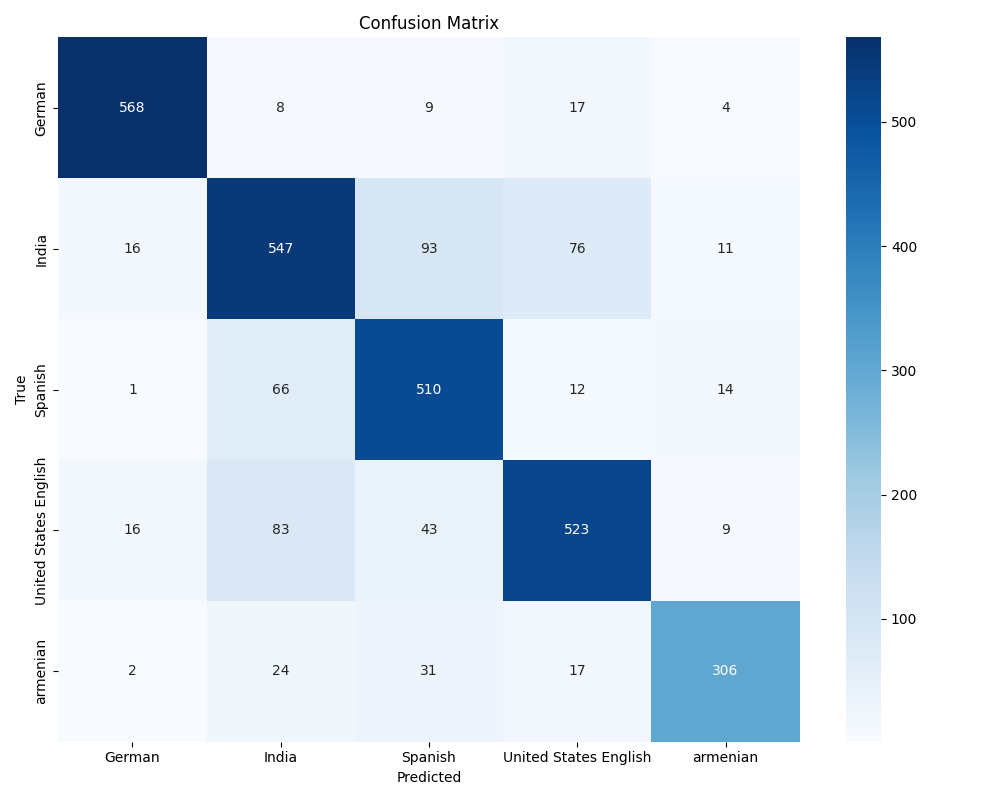 Confusion Matrix
True
German
568 8 9 17 4
India
16 547 93 76 11
Spanish
1 66 510 12 14
United States English
16 83 43 523 9
armenian
2 24 31 17 306
German India Spanish United States English armenian
Predicted
500
400
300
200
100